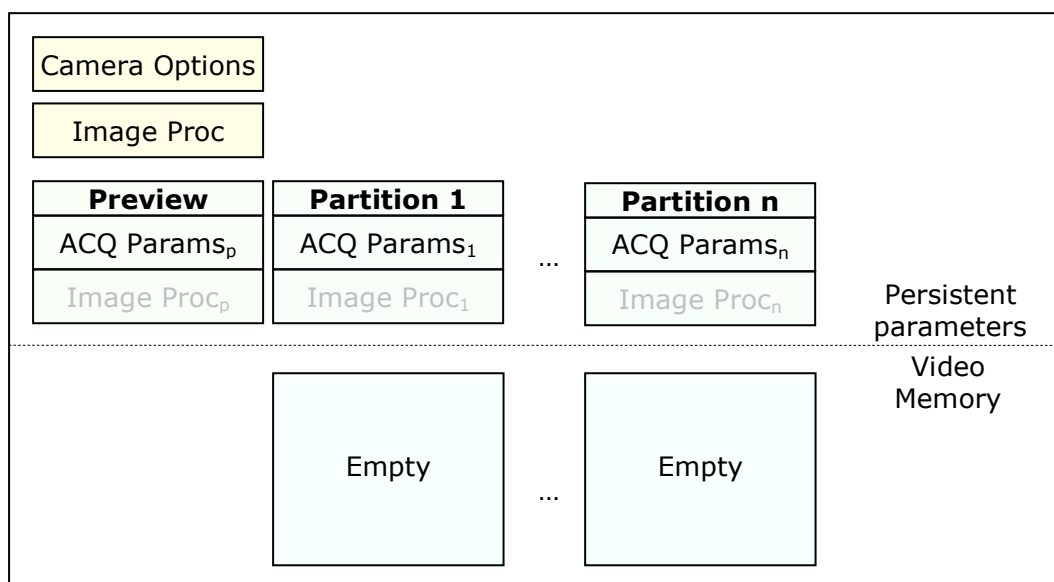 Camera Options
Image Proc
Preview
Partition 1
Partition n
ACQ Paramsₚ
ACQ Params₁
...
ACQ Paramsₙ
Image Procₚ
Image Proc₁
Image Procₙ
Persistent
parameters
Video
Memory
Empty
...
Empty